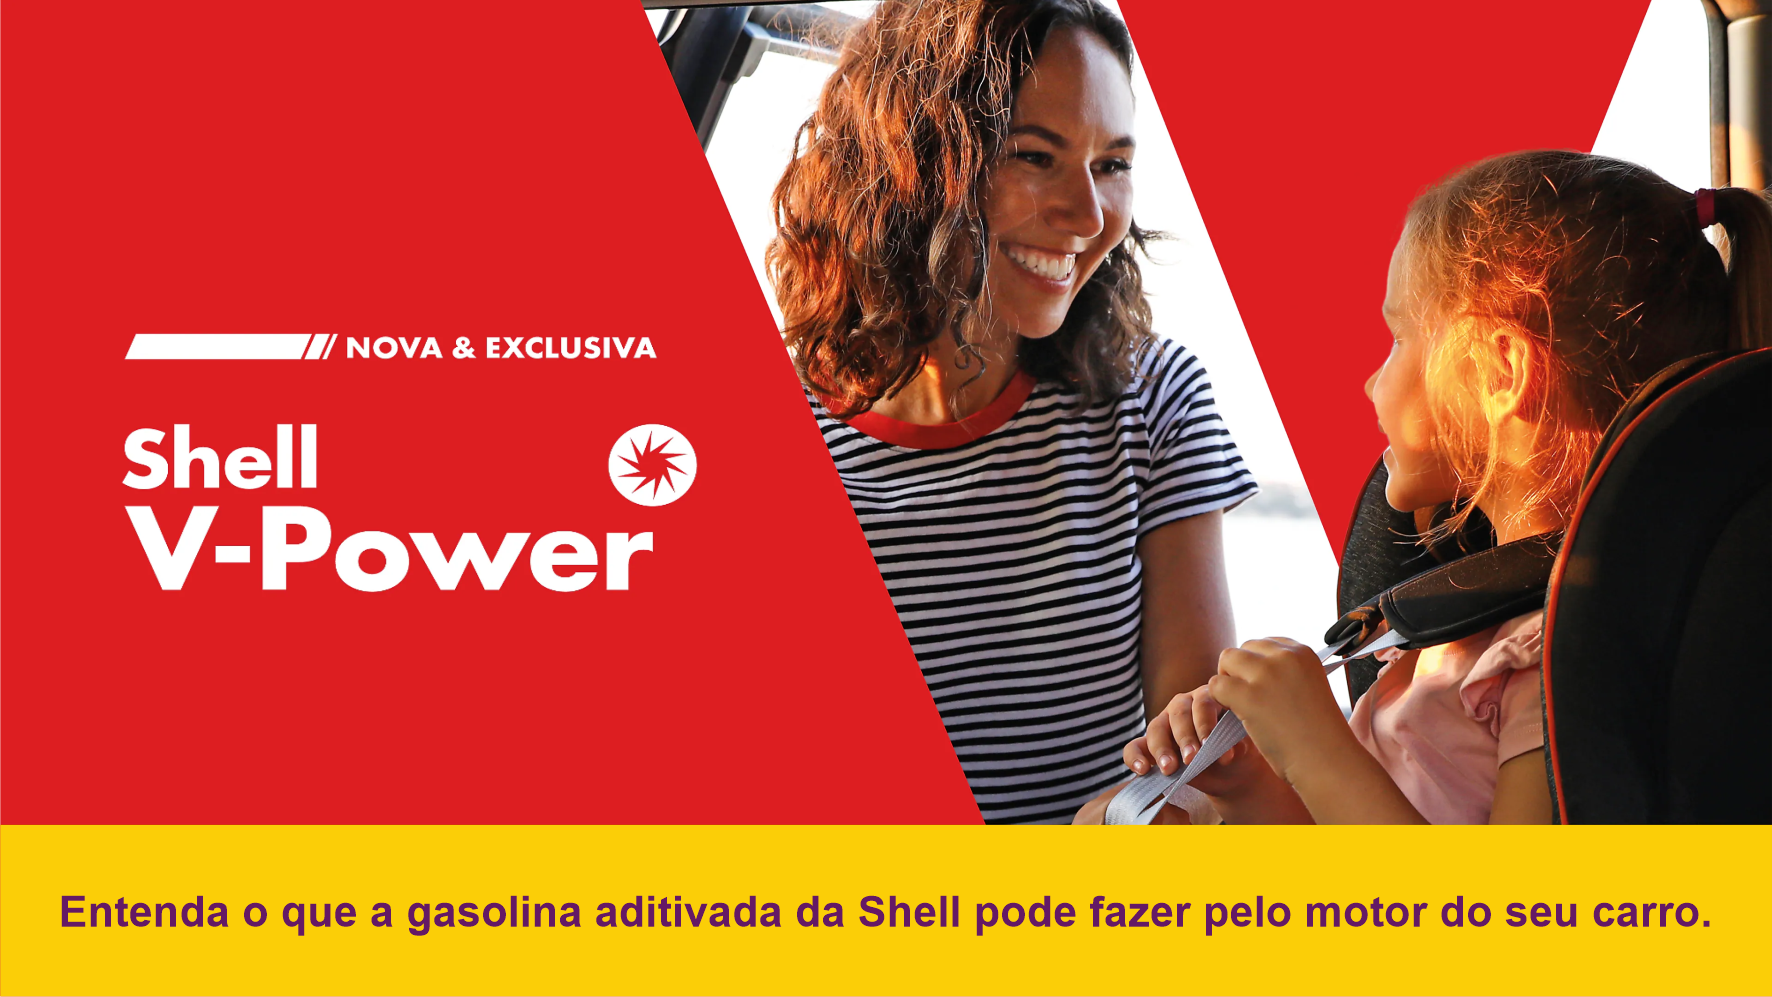 NOVA & EXCLUSIVA
Shell
V-Power
Entenda o que a gasolina aditivada da Shell pode fazer pelo motor do seu carro.